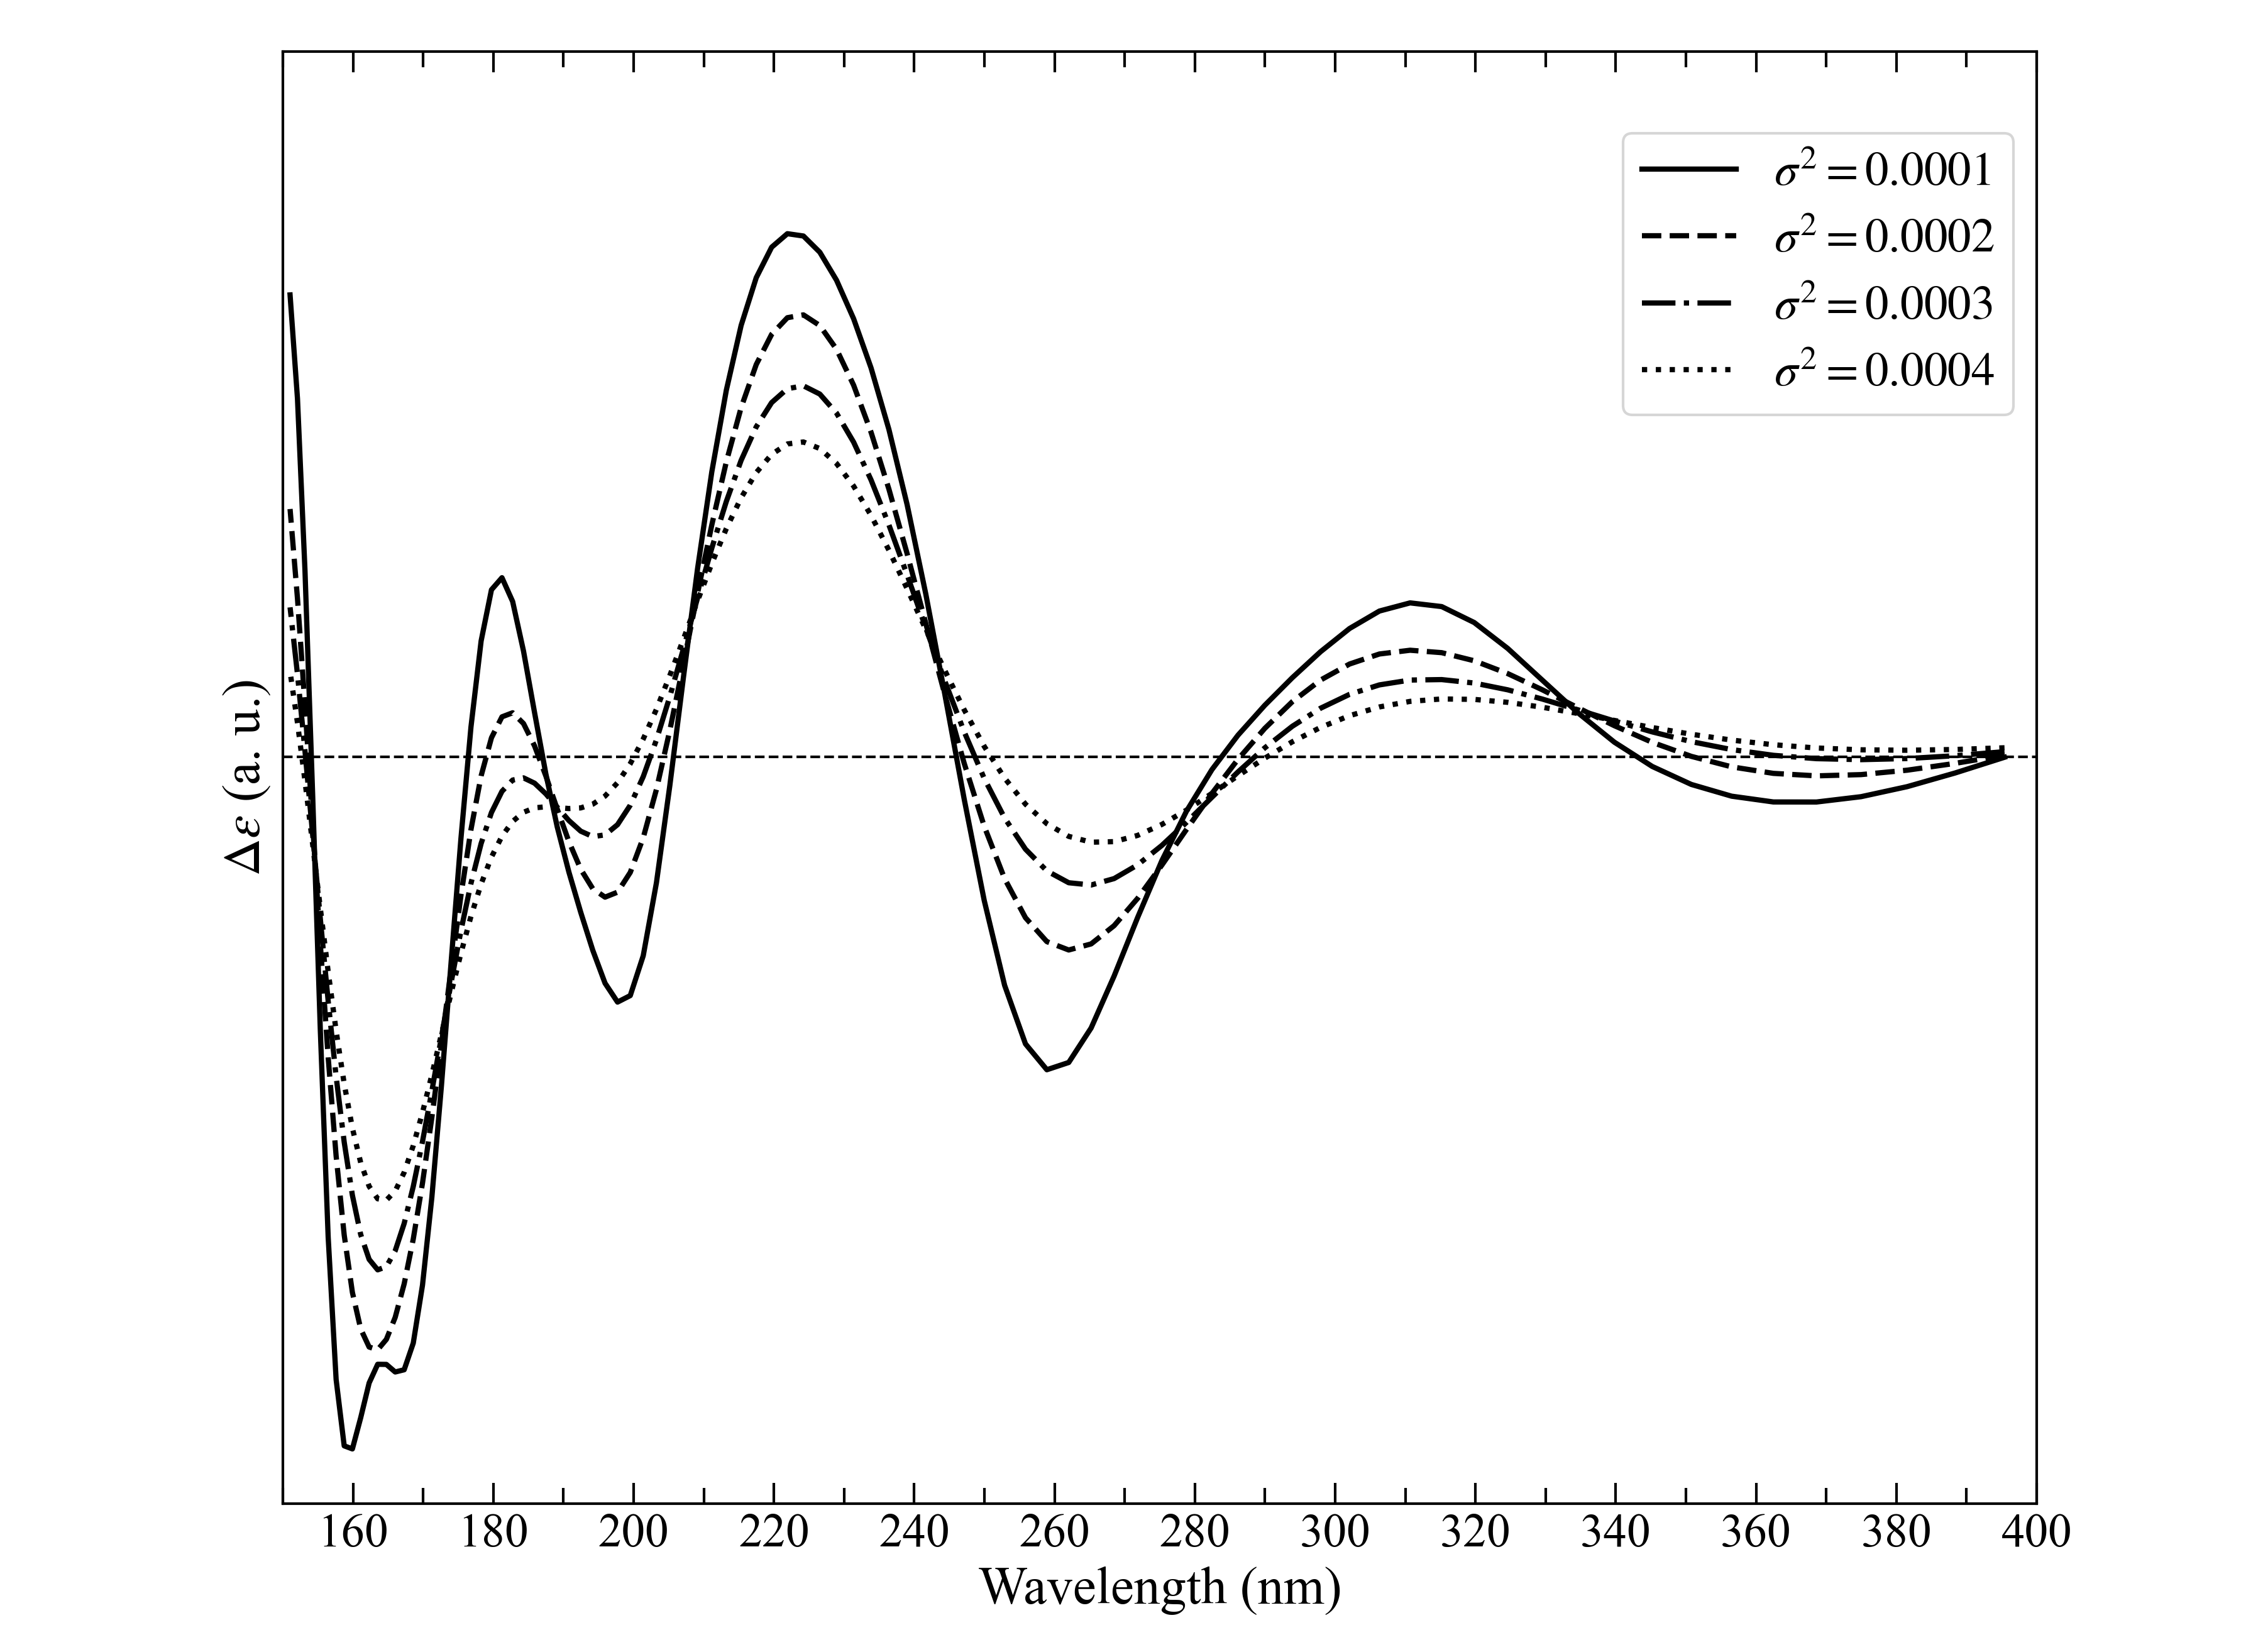 σ² = 0.0001
σ² = 0.0002
σ² = 0.0003
σ² = 0.0004
Δε (a. u.)
160 180 200 220 240 260 280 300 320 340 360 380 400
Wavelength (nm)